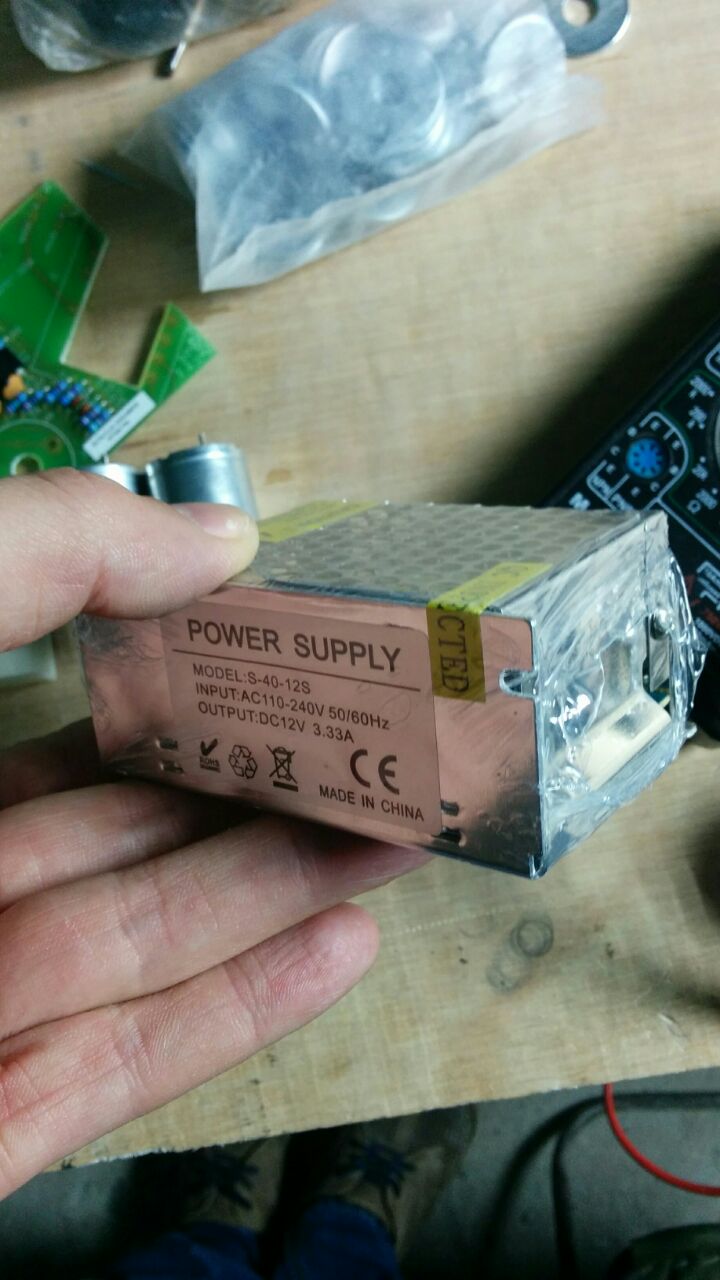 POWER SUPPLY
MODEL:S-40-12S
INPUT:AC110-240V 50/60Hz
OUTPUT:DC12V 3.33A
ROHS
CE
MADE IN CHINA
CTED